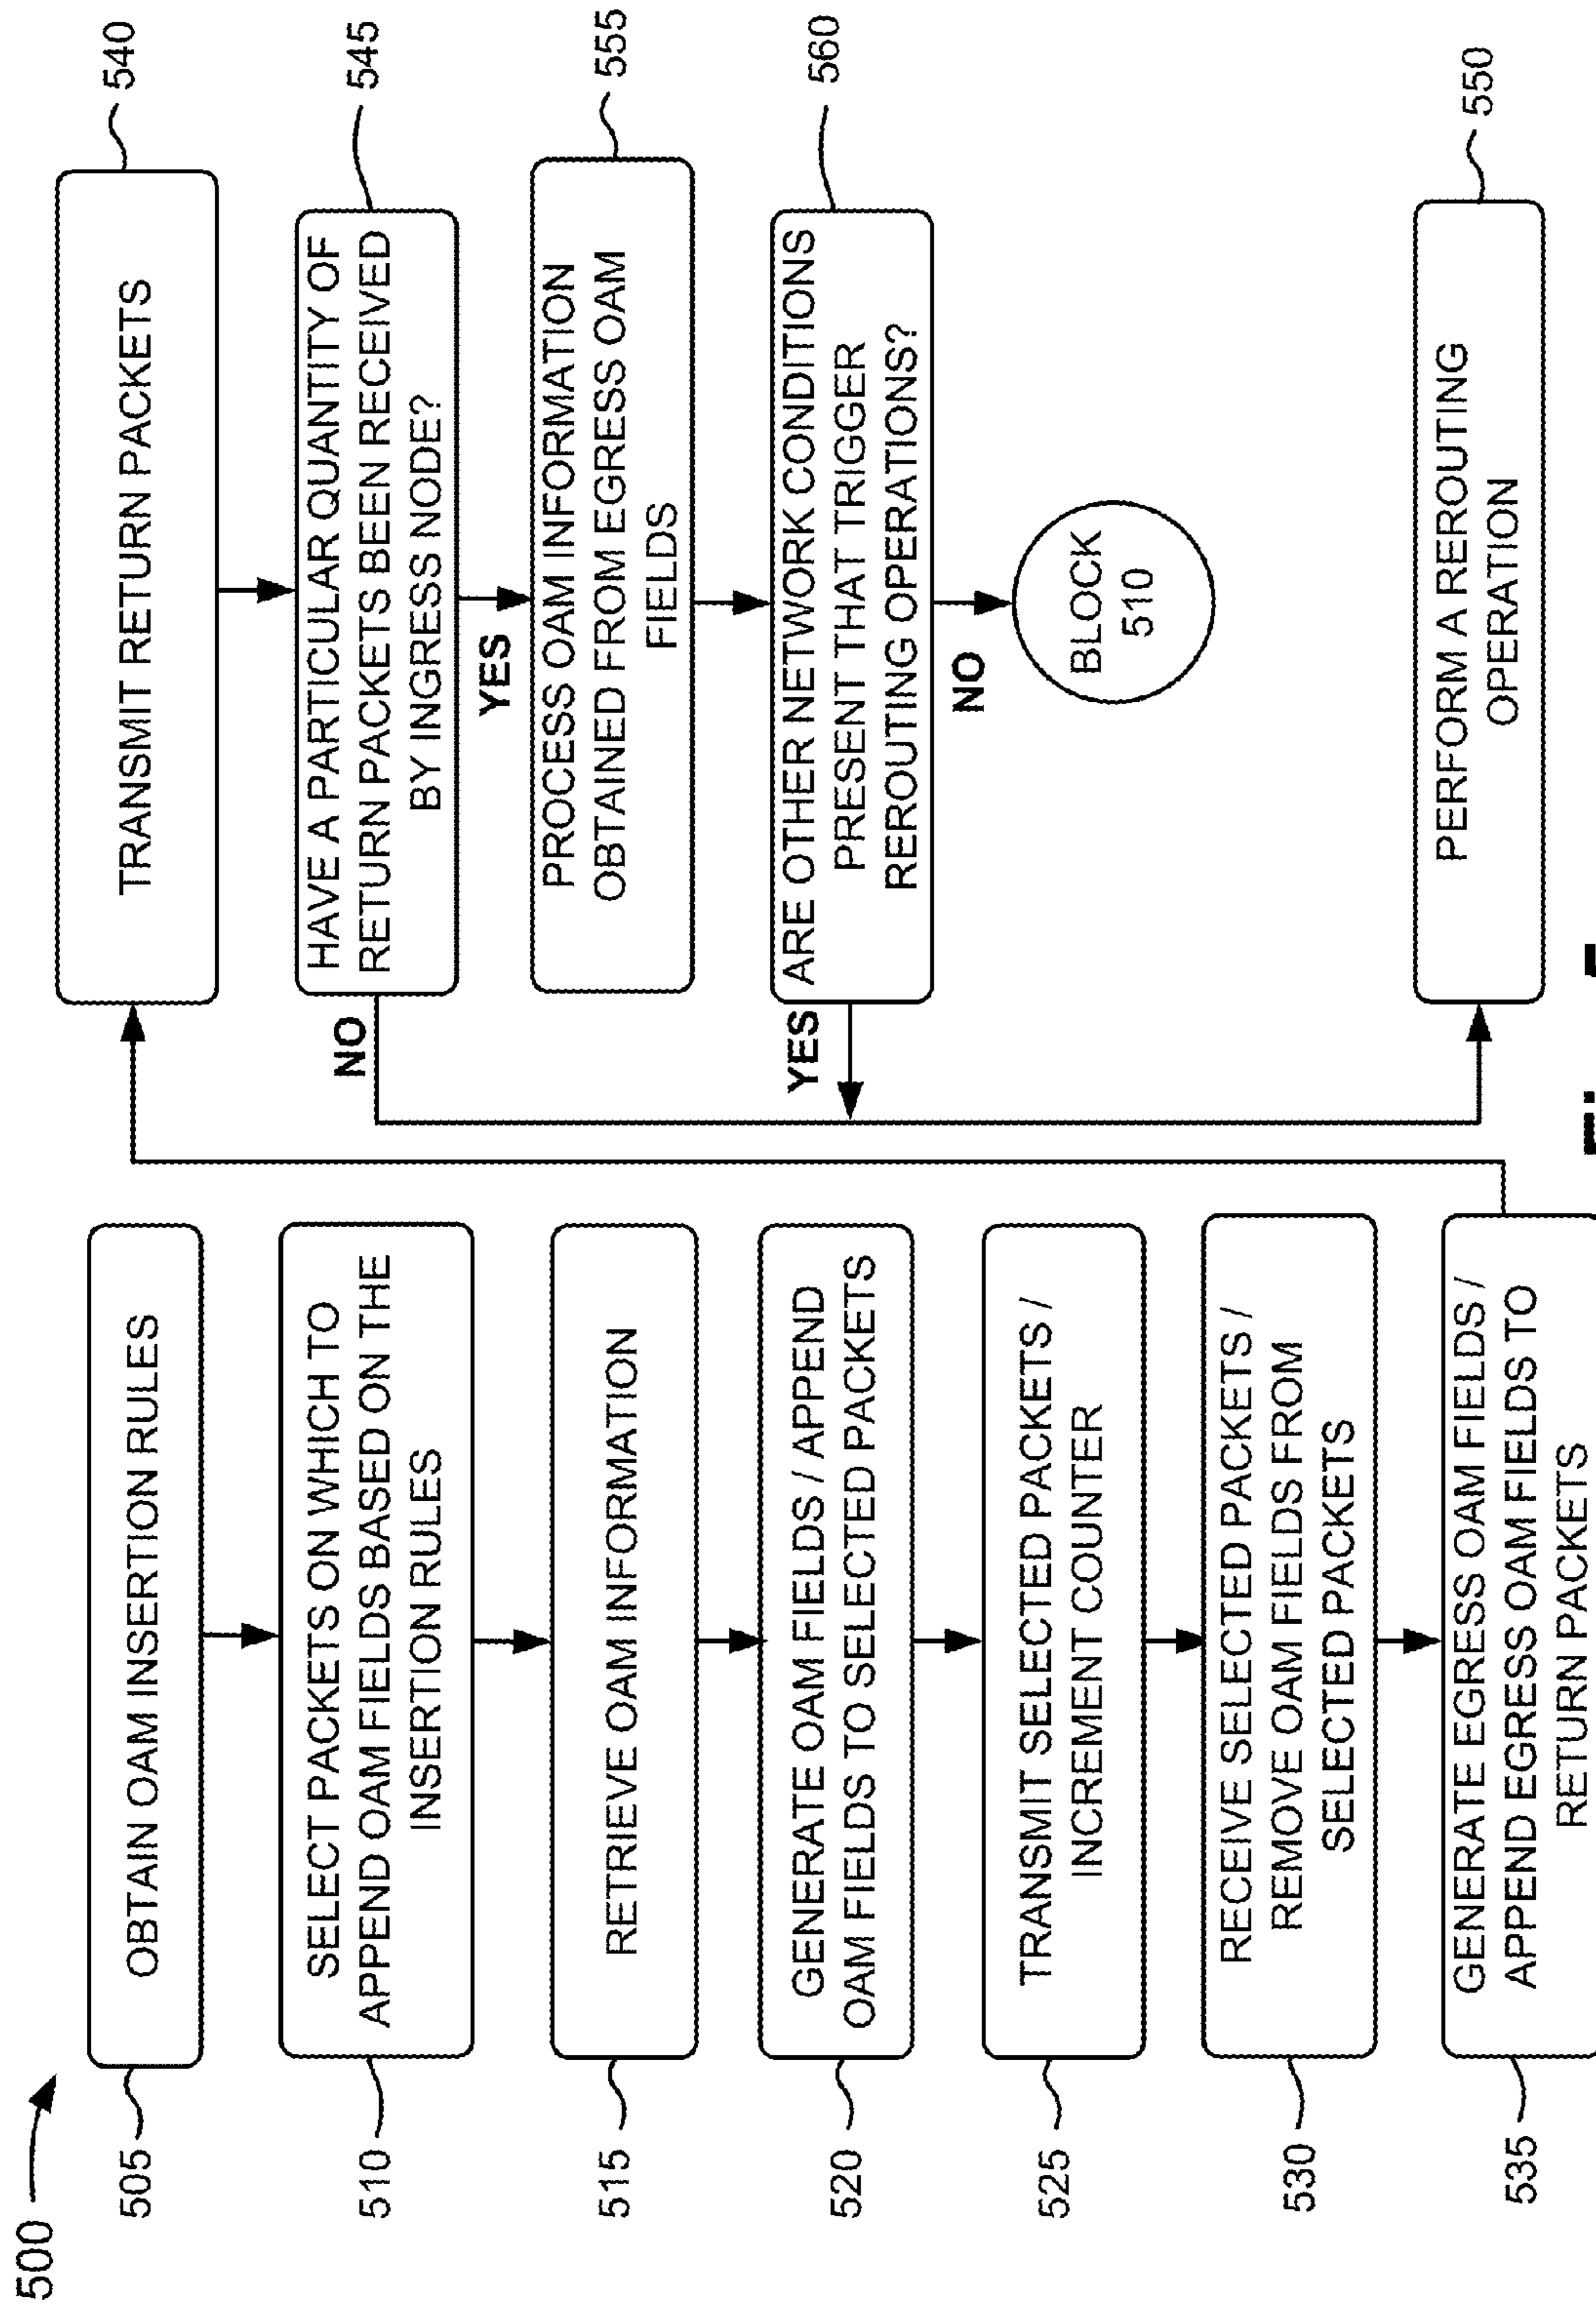 500
505
OBTAIN OAM INSERTION RULES
510
SELECT PACKETS ON WHICH TO
APPEND OAM FIELDS BASED ON THE
INSERTION RULES
515
RETRIEVE OAM INFORMATION
520
GENERATE OAM FIELDS / APPEND
OAM FIELDS TO SELECTED PACKETS
525
TRANSMIT SELECTED PACKETS /
INCREMENT COUNTER
530
RECEIVE SELECTED PACKETS /
REMOVE OAM FIELDS FROM
SELECTED PACKETS
535
GENERATE EGRESS OAM FIELDS /
APPEND EGRESS OAM FIELDS TO
RETURN PACKETS
540
TRANSMIT RETURN PACKETS
545
HAVE A PARTICULAR QUANTITY OF
RETURN PACKETS BEEN RECEIVED
BY INGRESS NODE?
NO
YES
555
PROCESS OAM INFORMATION
OBTAINED FROM EGRESS OAM
FIELDS
560
ARE OTHER NETWORK CONDITIONS
PRESENT THAT TRIGGER
REROUTING OPERATIONS?
YES
NO
BLOCK
510
550
PERFORM A REROUTING
OPERATION